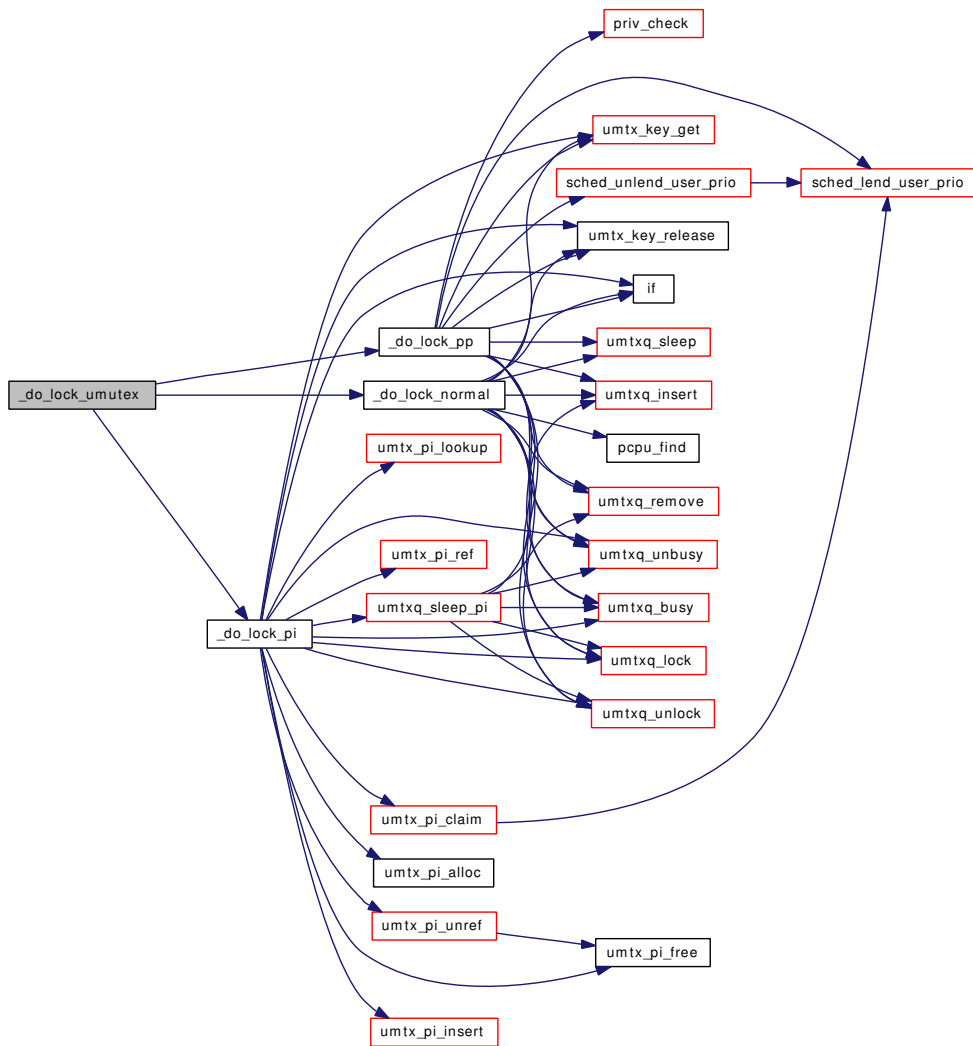 priv_check
umtx_key_get
sched_unlend_user_prio
sched_lend_user_prio
umtx_key_release
if
_do_lock_pp
umtxq_sleep
_do_lock_umutex
_do_lock_normal
umtxq_insert
umtx_pi_lookup
pcpu_find
umtxq_remove
umtx_pi_ref
umtxq_unbusy
umtxq_sleep_pi
umtxq_busy
_do_lock_pi
umtxq_lock
umtxq_unlock
umtx_pi_claim
umtx_pi_alloc
umtx_pi_unref
umtx_pi_free
umtx_pi_insert